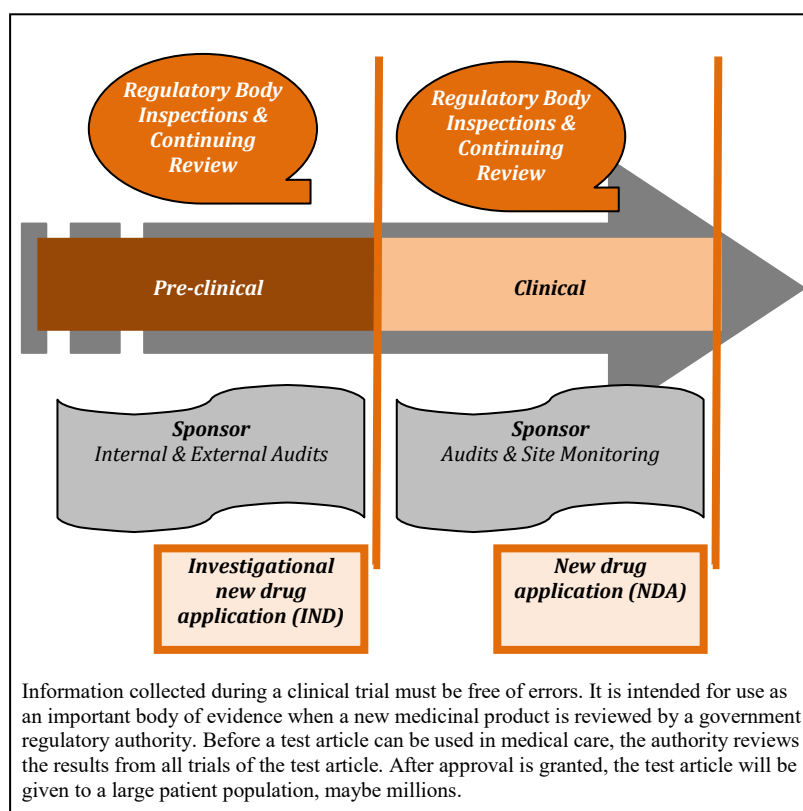 Regulatory Body
Inspections &
Continuing
Review
Regulatory Body
Inspections &
Continuing
Review
Pre-clinical
Clinical
Sponsor
Internal & External Audits
Sponsor
Audits & Site Monitoring
Investigational
new drug
application (IND)
New drug
application (NDA)
Information collected during a clinical trial must be free of errors. It is intended for use as
an important body of evidence when a new medicinal product is reviewed by a government
regulatory authority. Before a test article can be used in medical care, the authority reviews
the results from all trials of the test article. After approval is granted, the test article will be
given to a large patient population, maybe millions.